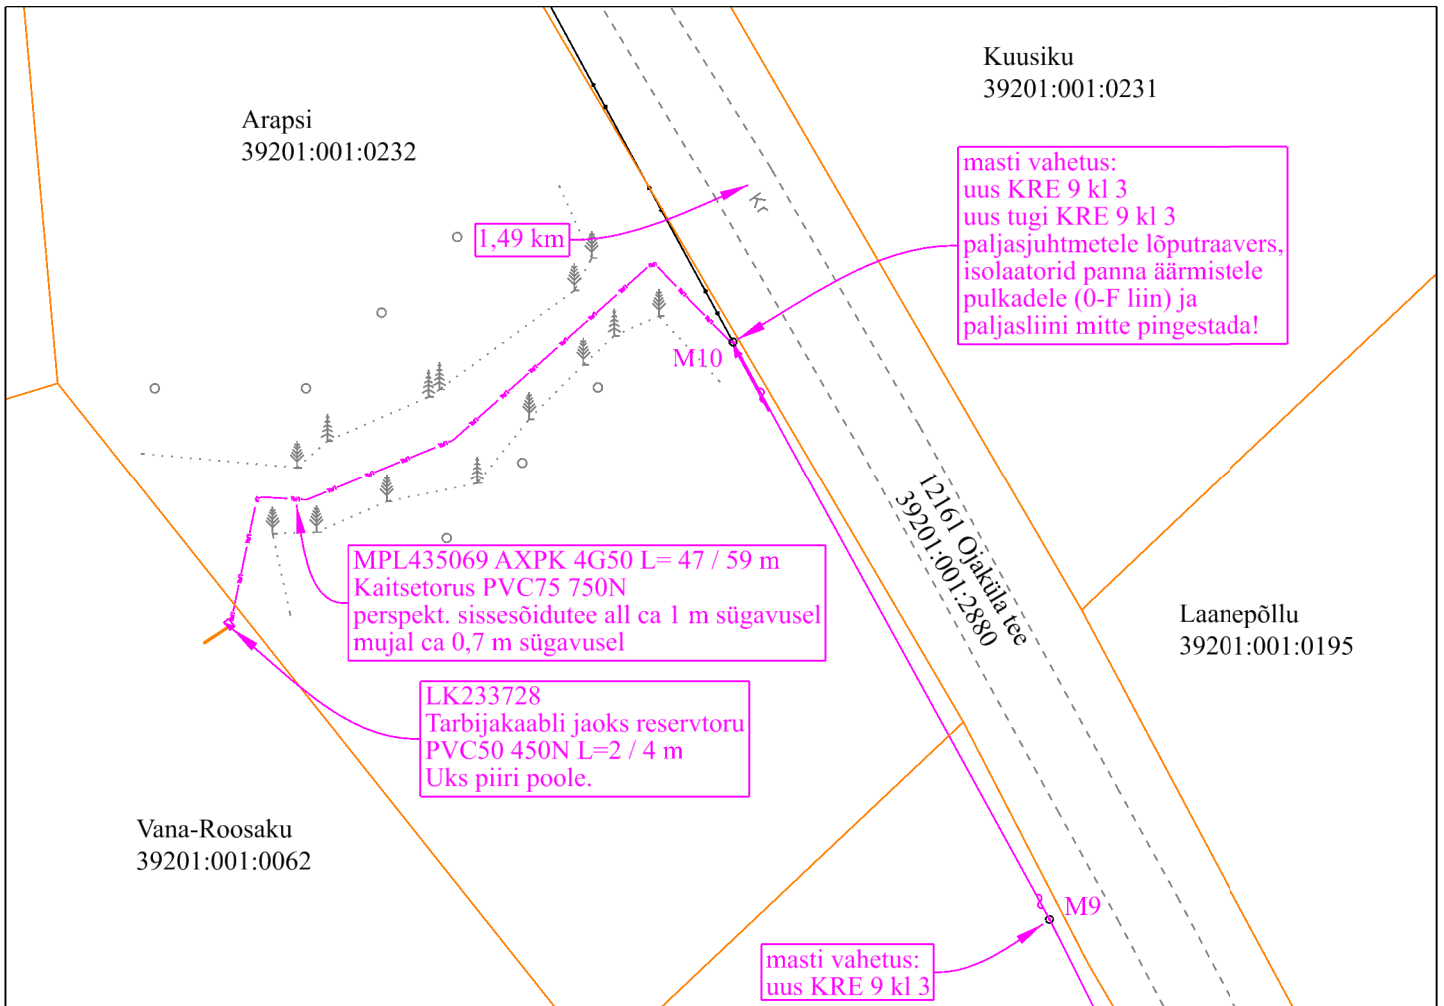 Kuusiku
39201:001:0231
Arapsi
39201:001:0232
masti vahetus:
uus KRE 9 kl 3
uus tugi KRE 9 kl 3
paljasjuhtmetele lõputraavers,
isolaatorid panna äärmistele
pulkadele (0-F liin) ja
paljasliini mitte pingestada!
1,49 km
M10
12161 Ojaküla tee
39201:001:2880
MPL435069 AXPK 4G50 L= 47 / 59 m
Kaitsetorus PVC75 750N
perspekt. sissesõidutee all ca 1 m sügavusel
mujal ca 0,7 m sügavusel
Laanepõllu
39201:001:0195
LK233728
Tarbijakaabli jaoks reservtoru
PVC50 450N L=2 / 4 m
Uks piiri poole.
Vana-Roosaku
39201:001:0062
M9
masti vahetus:
uus KRE 9 kl 3